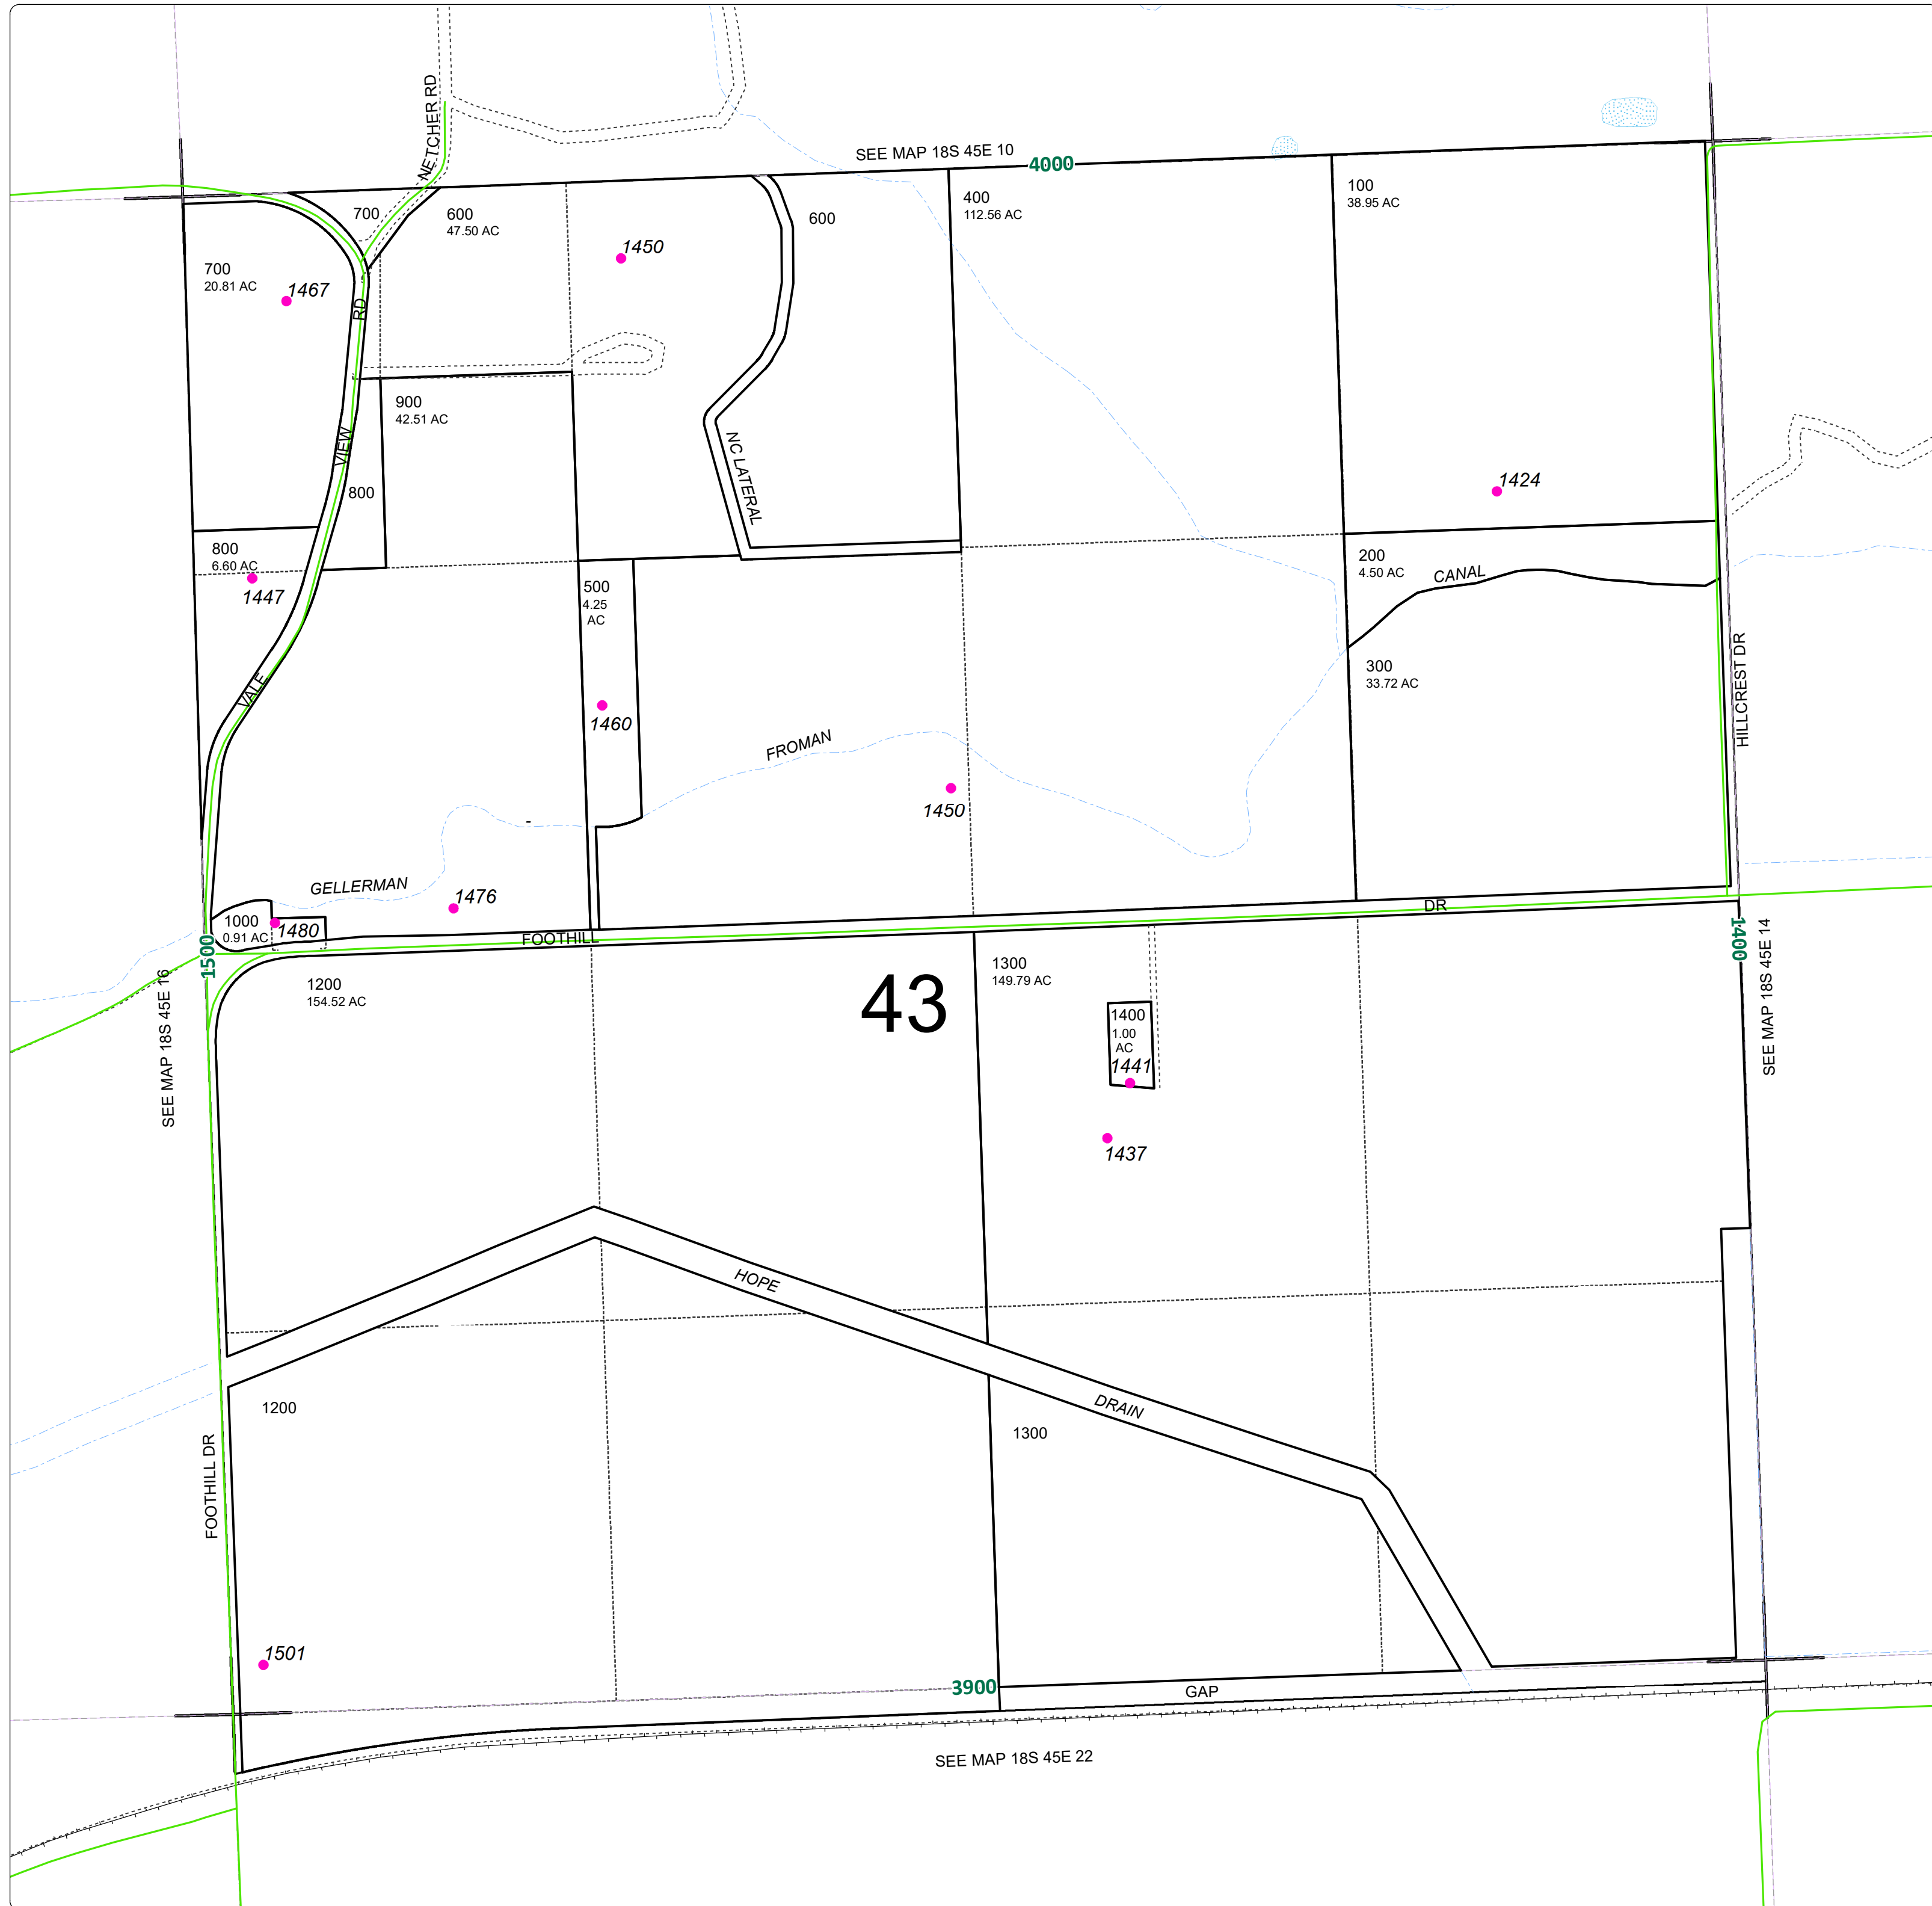 NETCHER RD
SEE MAP 18S 45E 10
4000
700
600
47.50 AC
600
400
112.56 AC
100
38.95 AC
1450
700
20.81 AC
1467
RD
900
42.51 AC
VIEW
NC LATERAL
800
1424
800
6.60 AC
1447
500
4.25
AC
200
4.50 AC
CANAL
300
33.72 AC
HILLCREST DR
VALE
1460
FROMAN
1450
GELLERMAN
1476
1000
0.91 AC
1480
FOOTHILL
DR
1500
1400
SEE MAP 18S 45E 16
SEE MAP 18S 45E 14
1200
154.52 AC
43
1300
149.79 AC
1400
1.00
AC
1441
1437
HOPE
DRAIN
1200
1300
FOOTHILL DR
1501
3900
GAP
SEE MAP 18S 45E 22